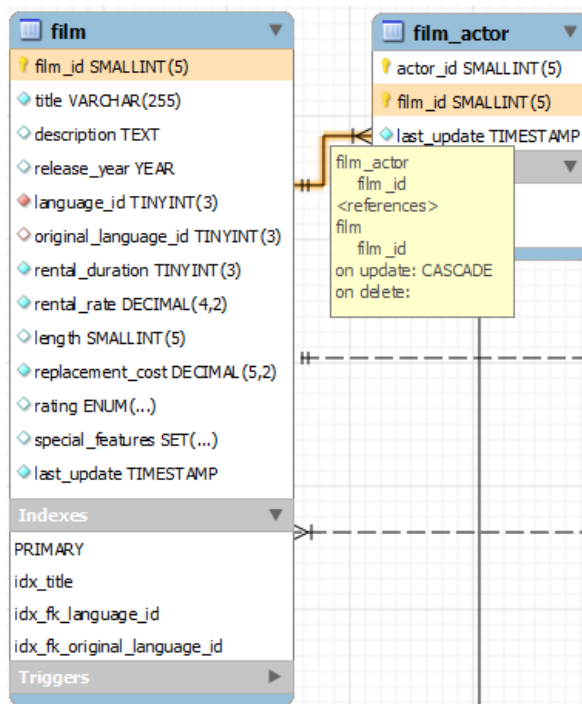 film
film_id SMALLINT(5)
title VARCHAR(255)
description TEXT
release_year YEAR
language_id TINYINT(3)
original_language_id TINYINT(3)
rental_duration TINYINT(3)
rental_rate DECIMAL(4,2)
length SMALLINT(5)
replacement_cost DECIMAL(5,2)
rating ENUM(...)
special_features SET(...)
last_update TIMESTAMP
Indexes
PRIMARY
idx_title
idx_fk_language_id
idx_fk_original_language_id
Triggers
film_actor
actor_id SMALLINT(5)
film_id SMALLINT(5)
last_update TIMESTAMP
film_actor
film_id
<references>
film
film_id
on update: CASCADE
on delete: